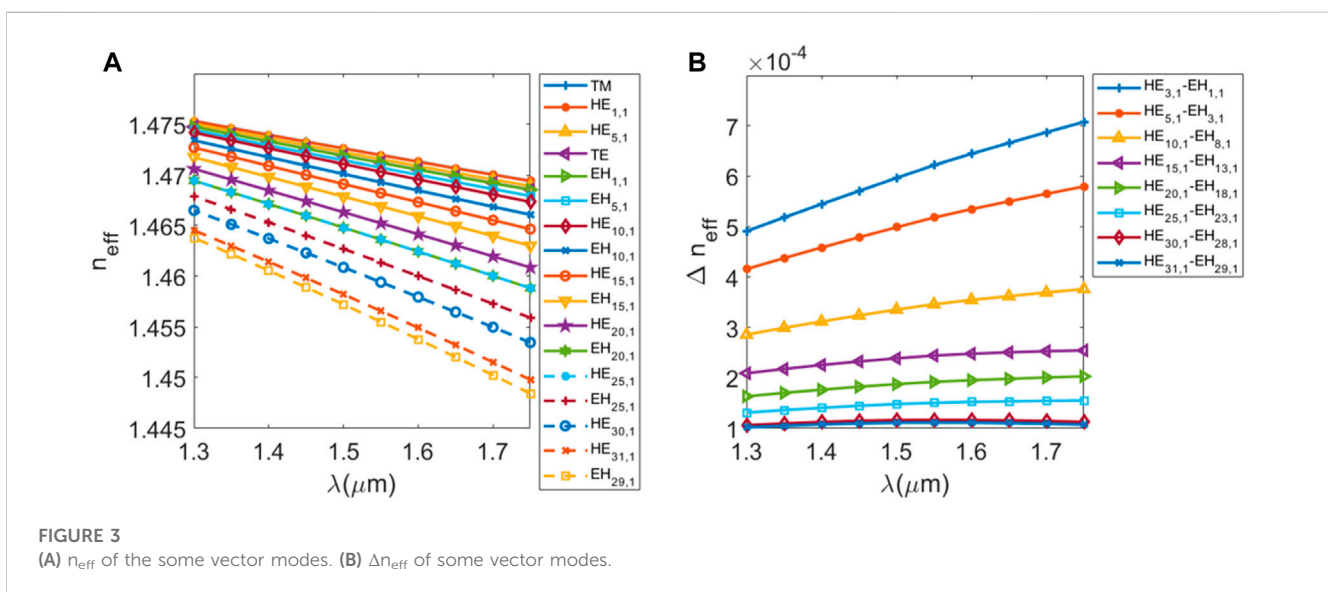 A
n_eff
1.475
1.47
1.465
1.46
1.455
1.45
1.445
1.3
1.4
1.5
1.6
1.7
λ(μm)
TM
HE1,1
HE5,1
TE
EH1,1
EH5,1
HE10,1
EH10,1
HE15,1
EH15,1
HE20,1
EH20,1
HE25,1
EH25,1
HE30,1
HE31,1
EH29,1
B
×10^-4
Δ n_eff
7
6
5
4
3
2
1
1.3
1.4
1.5
1.6
1.7
λ(μm)
HE3,1-EH1,1
HE5,1-EH3,1
HE10,1-EH8,1
HE15,1-EH13,1
HE20,1-EH18,1
HE25,1-EH23,1
HE30,1-EH28,1
HE31,1-EH29,1
FIGURE 3
(A) n_eff of the some vector modes. (B) Δn_eff of some vector modes.